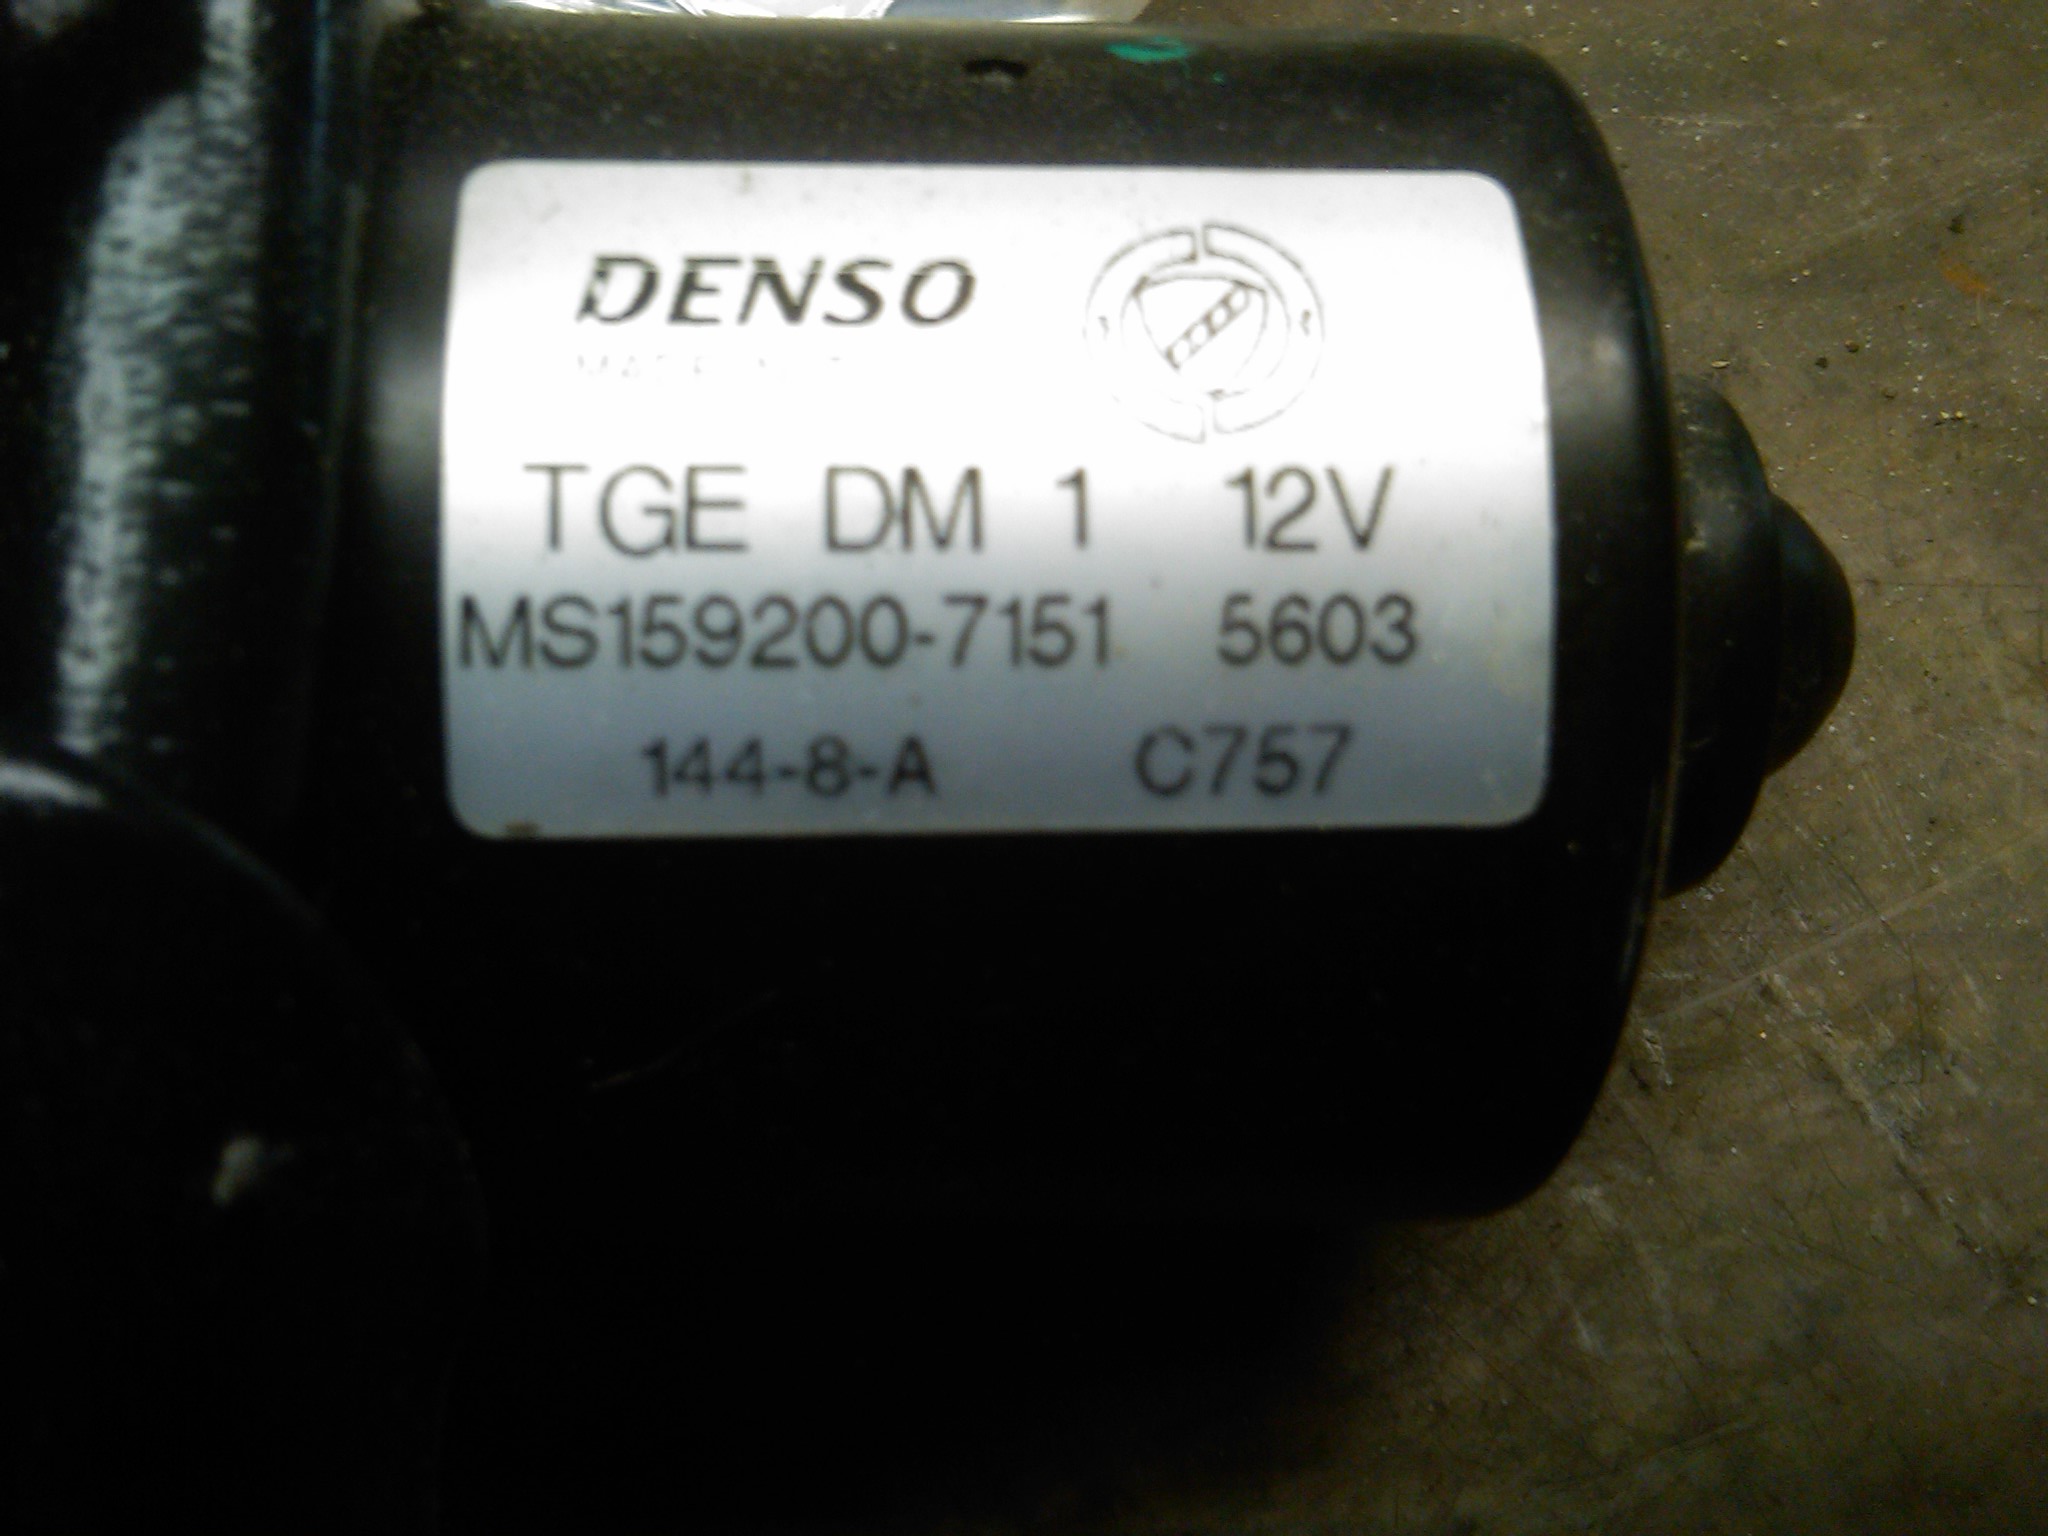 DENSO
TGE DM 1 12V
MS159200-7151 5603
144-8-A C757